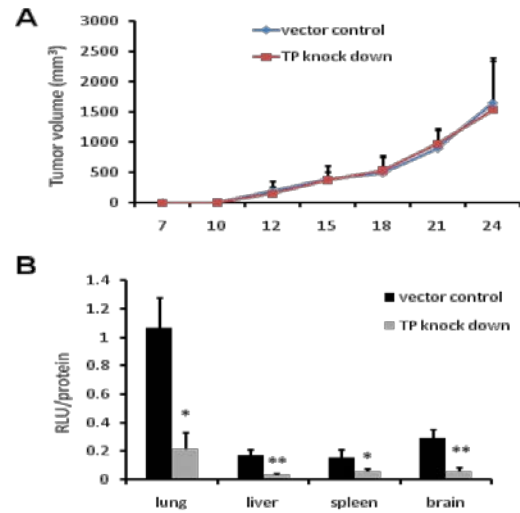 A
Tumor volume (mm³)
3000
2500
2000
1500
1000
500
0
vector control
TP knock down
7 10 12 15 18 21 24
B
RLU/protein
1.4
1.2
1
0.8
0.6
0.4
0.2
0
vector control
TP knock down
*
**
*
**
lung liver spleen brain